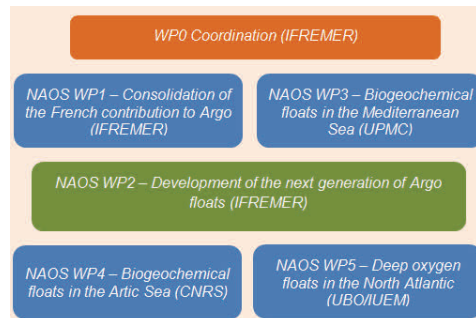 WP0 Coordination (IFREMER)
NAOS WP1 – Consolidation of
the French contribution to Argo
(IFREMER)
NAOS WP3 – Biogeochemical
floats in the Mediterranean
Sea (UPMC)
NAOS WP2 – Development of the next generation of Argo
floats (IFREMER)
NAOS WP4 – Biogeochemical
floats in the Artic Sea (CNRS)
NAOS WP5 – Deep oxygen
floats in the North Atlantic
(UBO/IUEM)